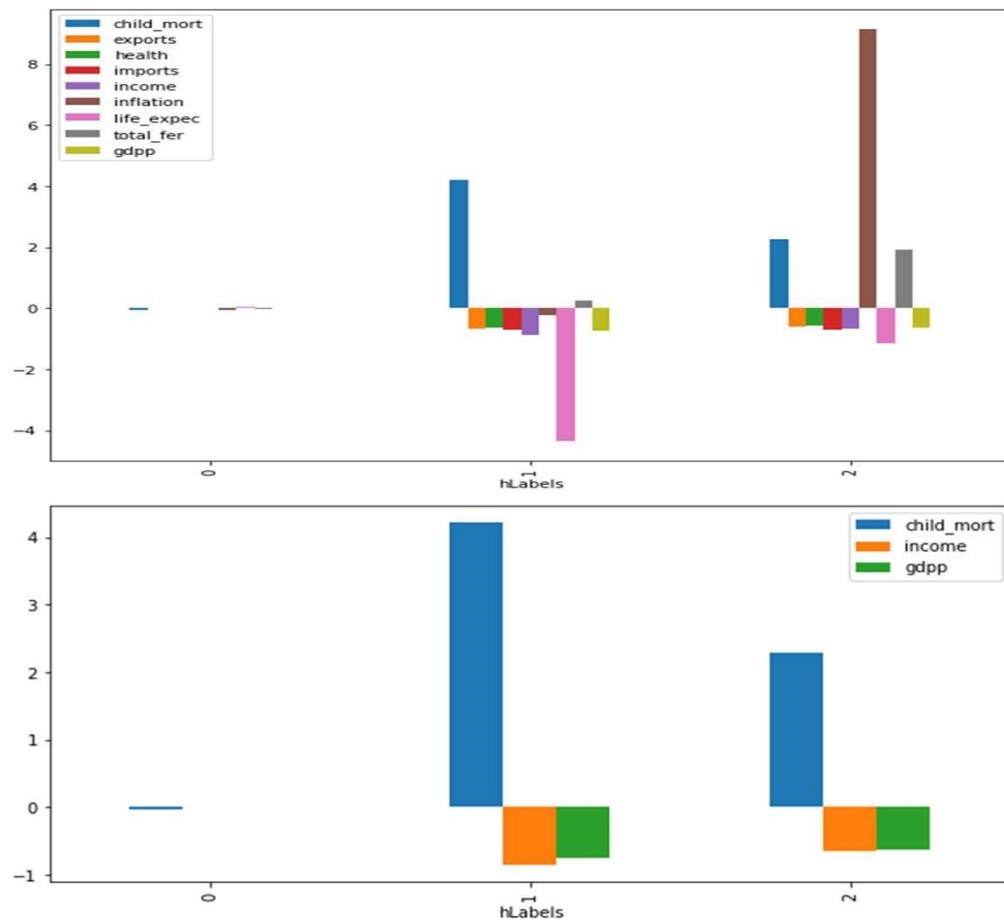 child_mort
exports
health
imports
income
inflation
life_expec
total_fer
gdpp
8
6
4
2
0
−2
−4
0
1
2
hLabels
child_mort
income
gdpp
4
3
2
1
0
−1
0
1
2
hLabels